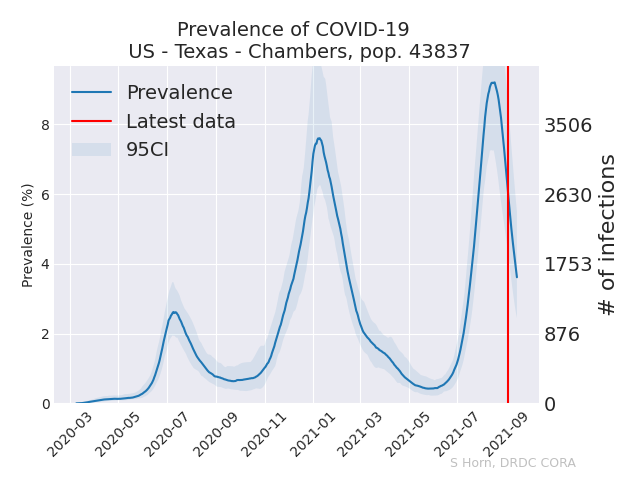 Prevalence of COVID-19
US - Texas - Chambers, pop. 43837
Prevalence
Latest data
95CI
Prevalence (%)
8
6
4
2
0
3506
2630
1753
876
0
# of infections
2020-03
2020-05
2020-07
2020-09
2020-11
2021-01
2021-03
2021-05
2021-07
2021-09
S Horn, DRDC CORA